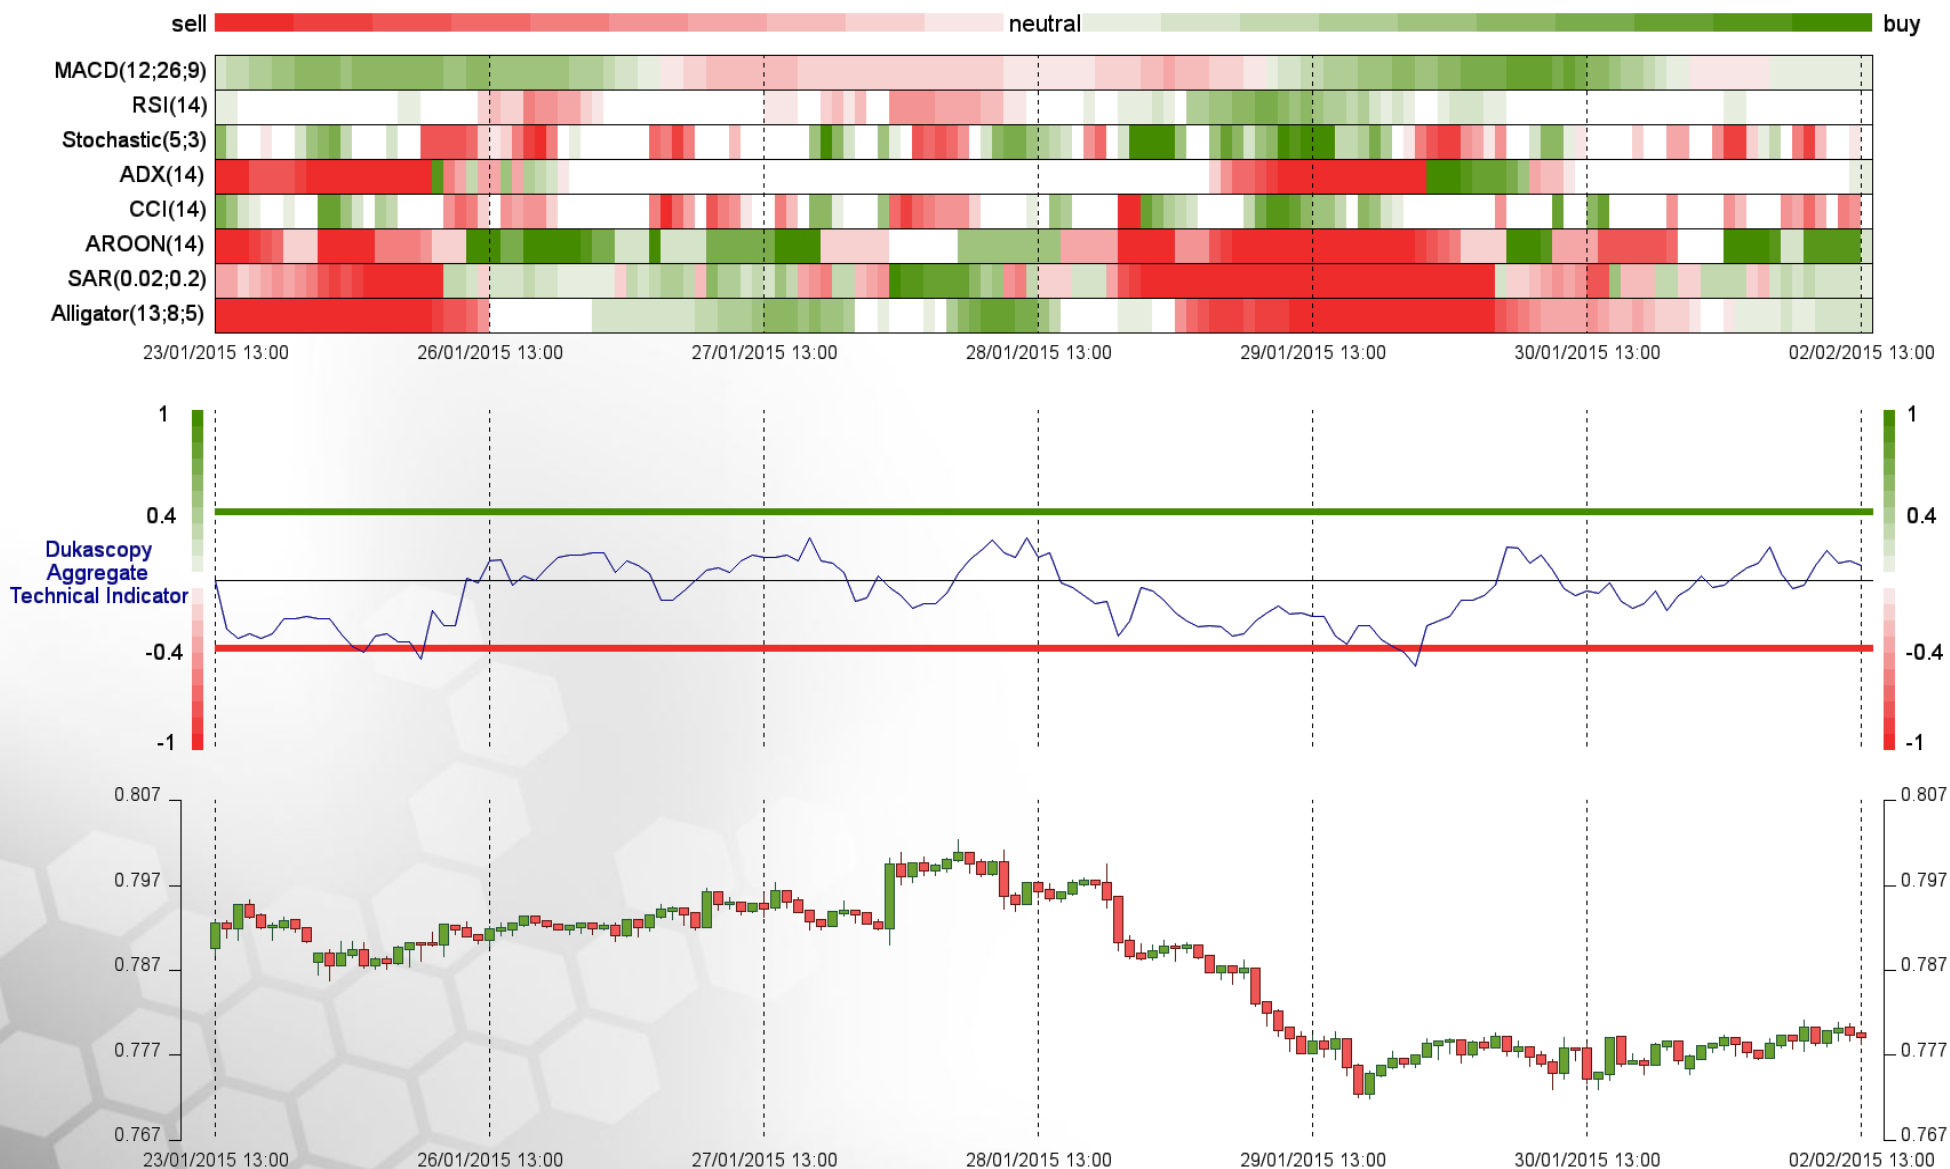 sell neutral buy
MACD(12;26;9)
RSI(14)
Stochastic(5;3)
ADX(14)
CCI(14)
AROON(14)
SAR(0.02;0.2)
Alligator(13;8;5)
23/01/2015 13:00 26/01/2015 13:00 27/01/2015 13:00 28/01/2015 13:00 29/01/2015 13:00 30/01/2015 13:00 02/02/2015 13:00
1 1
0.4 0.4
Dukascopy
Aggregate
Technical Indicator
-0.4 -0.4
-1 -1
0.807 0.807
0.797 0.797
0.787 0.787
0.777 0.777
0.767 0.767
23/01/2015 13:00 26/01/2015 13:00 27/01/2015 13:00 28/01/2015 13:00 29/01/2015 13:00 30/01/2015 13:00 02/02/2015 13:00